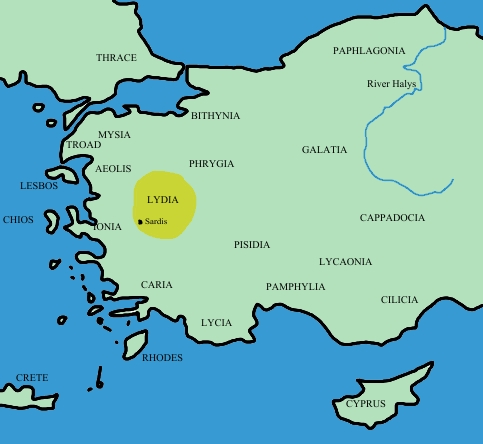 THRACE
PAPHLAGONIA
River Halys
BITHYNIA
MYSIA
TROAD
GALATIA
PHRYGIA
AEOLIS
LESBOS
LYDIA
CHIOS
Sardis
CAPPADOCIA
IONIA
PISIDIA
LYCAONIA
CARIA
PAMPHYLIA
CILICIA
LYCIA
RHODES
CRETE
CYPRUS